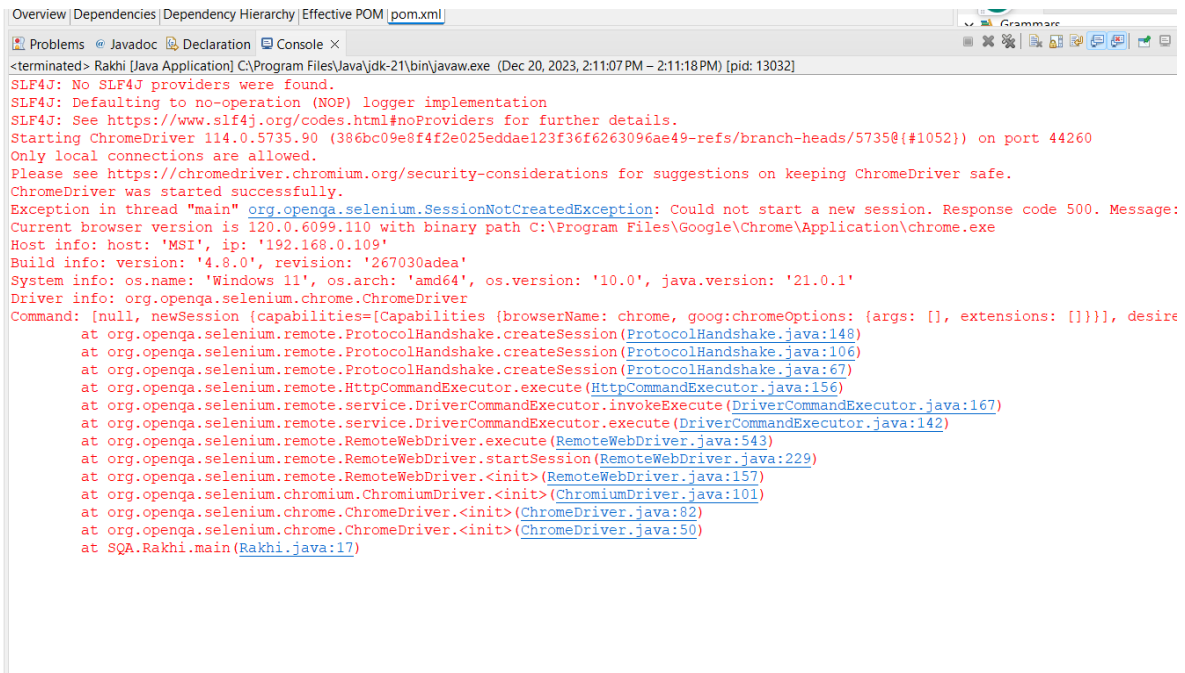 Overview Dependencies Dependency Hierarchy Effective POM pom.xml
Grammars
Problems @ Javadoc Declaration Console ×
<terminated> Rakhi [Java Application] C:\Program Files\Java\jdk-21\bin\javaw.exe (Dec 20, 2023, 2:11:07 PM – 2:11:18 PM) [pid: 13032]
SLF4J: No SLF4J providers were found.
SLF4J: Defaulting to no-operation (NOP) logger implementation
SLF4J: See https://www.slf4j.org/codes.html#noProviders for further details.
Starting ChromeDriver 114.0.5735.90 (386bc09e8f4f2e025eddae123f36f6263096ae49-refs/branch-heads/5735@{#1052}) on port 44260
Only local connections are allowed.
Please see https://chromedriver.chromium.org/security-considerations for suggestions on keeping ChromeDriver safe.
ChromeDriver was started successfully.
Exception in thread "main" org.openqa.selenium.SessionNotCreatedException: Could not start a new session. Response code 500. Message:
Current browser version is 120.0.6099.110 with binary path C:\Program Files\Google\Chrome\Application\chrome.exe
Host info: host: 'MSI', ip: '192.168.0.109'
Build info: version: '4.8.0', revision: '267030adea'
System info: os.name: 'Windows 11', os.arch: 'amd64', os.version: '10.0', java.version: '21.0.1'
Driver info: org.openqa.selenium.chrome.ChromeDriver
Command: [null, newSession {capabilities=[Capabilities {browserName: chrome, goog:chromeOptions: {args: [], extensions: []}}], desire
at org.openqa.selenium.remote.ProtocolHandshake.createSession(ProtocolHandshake.java:148)
at org.openqa.selenium.remote.ProtocolHandshake.createSession(ProtocolHandshake.java:106)
at org.openqa.selenium.remote.ProtocolHandshake.createSession(ProtocolHandshake.java:67)
at org.openqa.selenium.remote.HttpCommandExecutor.execute(HttpCommandExecutor.java:156)
at org.openqa.selenium.remote.service.DriverCommandExecutor.invokeExecute(DriverCommandExecutor.java:167)
at org.openqa.selenium.remote.service.DriverCommandExecutor.execute(DriverCommandExecutor.java:142)
at org.openqa.selenium.remote.RemoteWebDriver.execute(RemoteWebDriver.java:543)
at org.openqa.selenium.remote.RemoteWebDriver.startSession(RemoteWebDriver.java:229)
at org.openqa.selenium.remote.RemoteWebDriver.<init>(RemoteWebDriver.java:157)
at org.openqa.selenium.chromium.ChromiumDriver.<init>(ChromiumDriver.java:101)
at org.openqa.selenium.chrome.ChromeDriver.<init>(ChromeDriver.java:82)
at org.openqa.selenium.chrome.ChromeDriver.<init>(ChromeDriver.java:50)
at SQA.Rakhi.main(Rakhi.java:17)